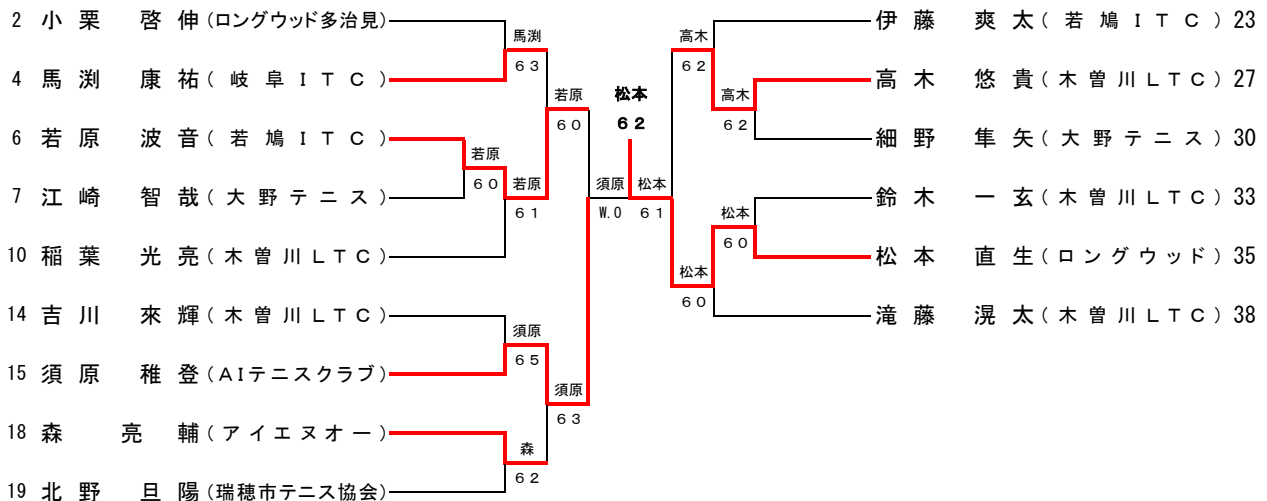 2 小栗 啓伸(ロングウッド多治見)
4 馬渕 康祐(岐阜ITC)
6 若原 波音(若鳩ITC)
7 江崎 智哉(大野テニス)
10 稲葉 光亮(木曽川LTC)
14 吉川 來輝(木曽川LTC)
15 須原 稚登(AIテニスクラブ)
18 森 亮輔(アイエヌオー)
19 北野 旦陽(瑞穂市テニス協会)
馬渕
63
若原
60
若原
61
若原
60
須原
65
森
62
須原
63
須原
W.O
松本
62
松本
61
高木
62
高木
62
松本
60
松本
60
伊藤 爽太(若鳩ITC) 23
高木 悠貴(木曽川LTC) 27
細野 隼矢(大野テニス) 30
鈴木 一玄(木曽川LTC) 33
松本 直生(ロングウッド) 35
滝藤 滉太(木曽川LTC) 38